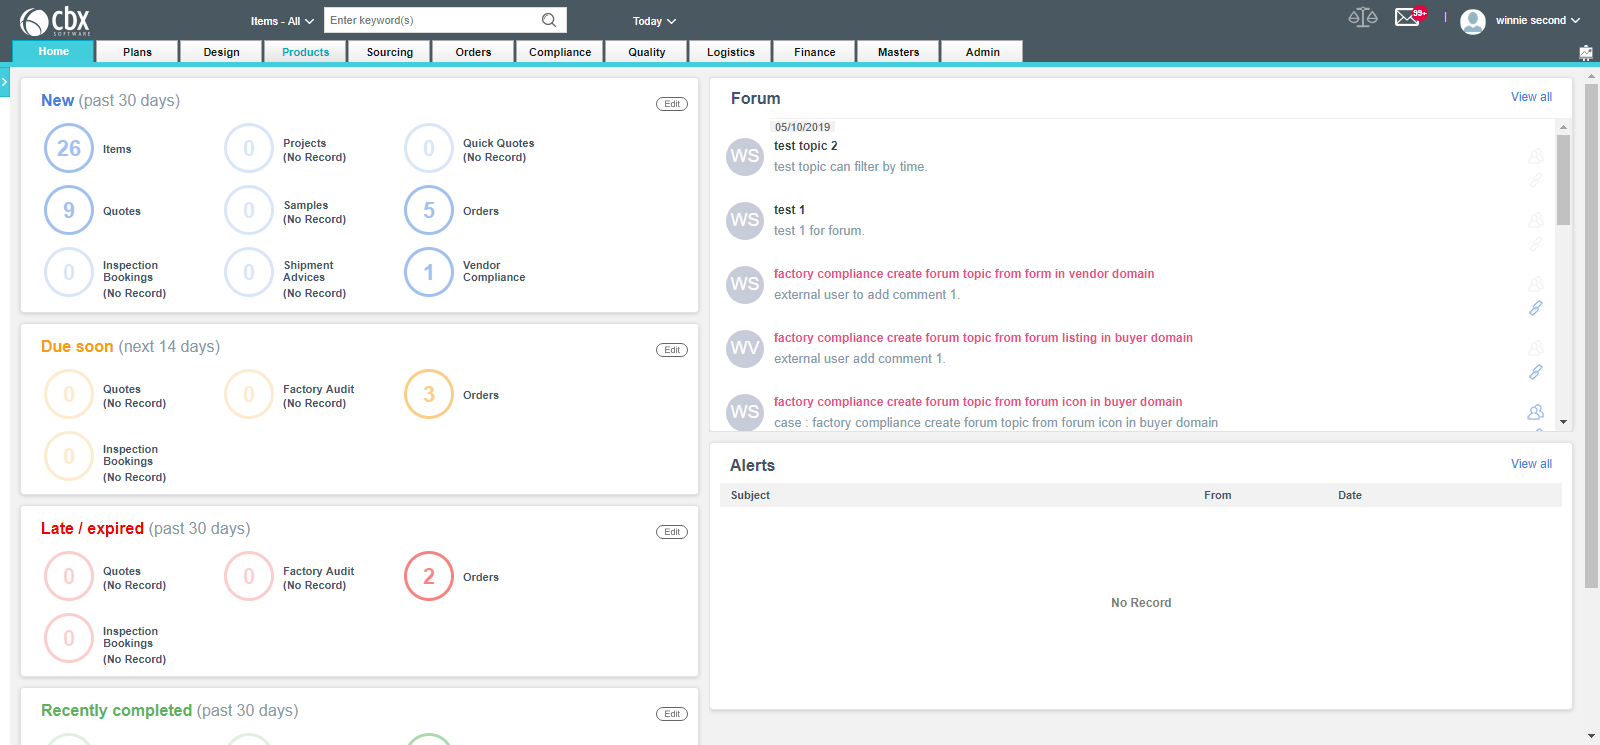 cbx
SOFTWARE
Items - All
Enter keyword(s)
Today
99+
winnie second
Home
Plans
Design
Products
Sourcing
Orders
Compliance
Quality
Logistics
Finance
Masters
Admin
New (past 30 days)
Edit
26
Items
0
Projects
(No Record)
0
Quick Quotes
(No Record)
9
Quotes
0
Samples
(No Record)
5
Orders
0
Inspection
Bookings
(No Record)
0
Shipment
Advices
(No Record)
1
Vendor
Compliance
Due soon (next 14 days)
Edit
0
Quotes
(No Record)
0
Factory Audit
(No Record)
3
Orders
0
Inspection
Bookings
(No Record)
Late / expired (past 30 days)
Edit
0
Quotes
(No Record)
0
Factory Audit
(No Record)
2
Orders
0
Inspection
Bookings
(No Record)
Recently completed (past 30 days)
Edit
Forum
View all
05/10/2019
WS
test topic 2
test topic can filter by time.
WS
test 1
test 1 for forum.
WS
factory compliance create forum topic from form in vendor domain
external user to add comment 1.
WV
factory compliance create forum topic from forum listing in buyer domain
external user add comment 1.
WS
factory compliance create forum topic from forum icon in buyer domain
case : factory compliance create forum topic from forum icon in buyer domain
Alerts
View all
Subject
From
Date
No Record